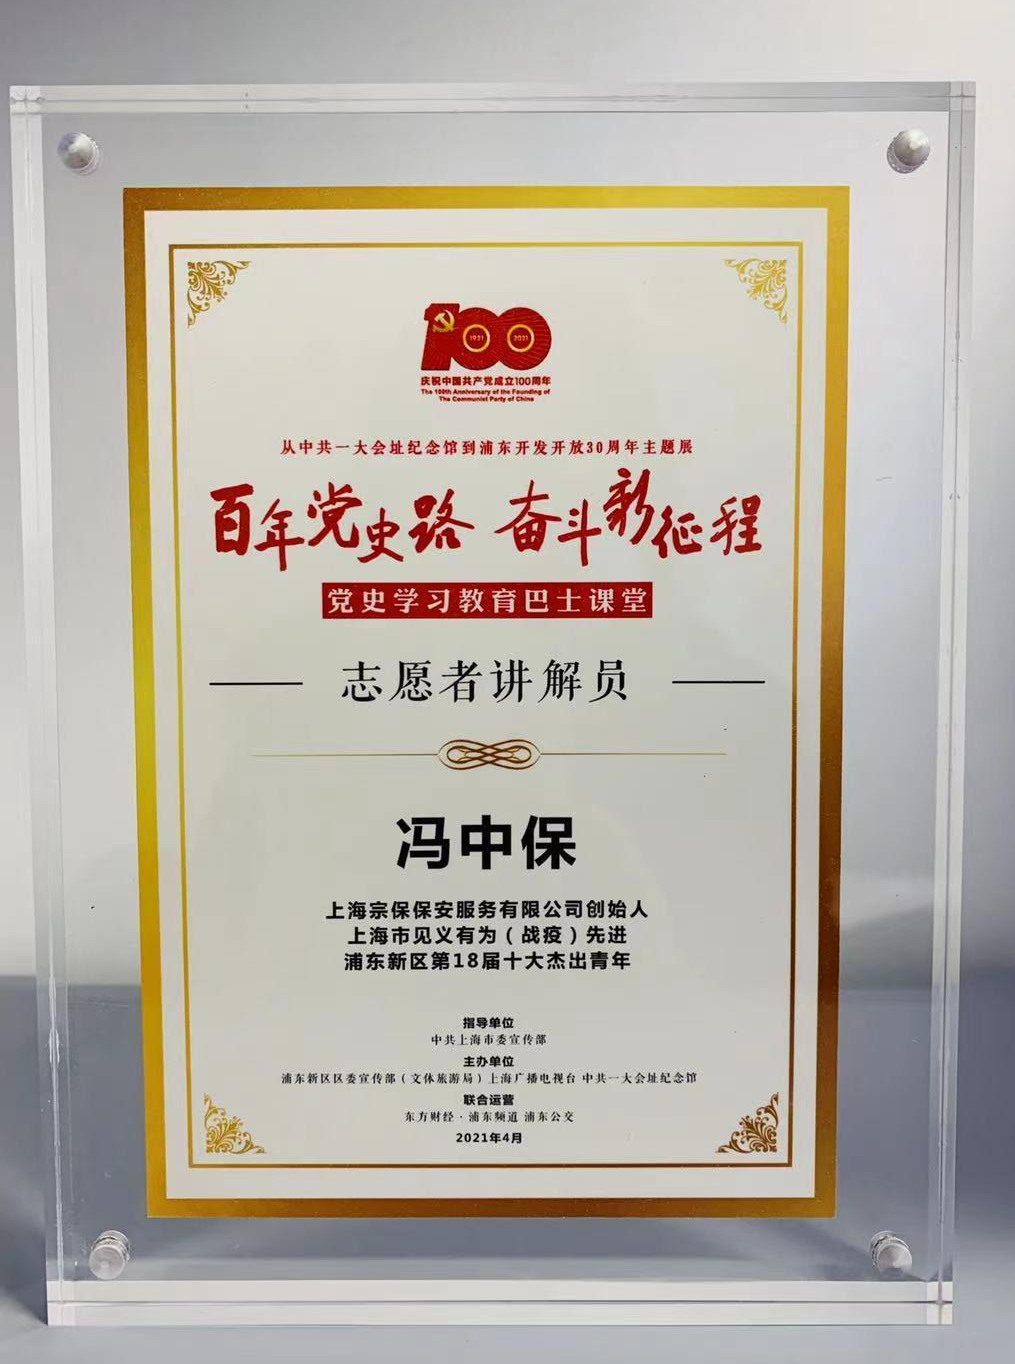 100
1921 2021
庆祝中国共产党成立100周年
The 100th Anniversary of the Founding of
The Communist Party of China
从中共一大会址纪念馆到浦东开发开放30周年主题展
百年党史路 奋斗新征程
党史学习教育巴士课堂
志愿者讲解员
冯中保
上海宗保保安服务有限公司创始人
上海市见义有为（战疫）先进
浦东新区第18届十大杰出青年
指导单位
中共上海市委宣传部
主办单位
浦东新区区委宣传部（文体旅游局）上海广播电视台 中共一大会址纪念馆
联合运营
东方财经·浦东频道 浦东公交
2021年4月